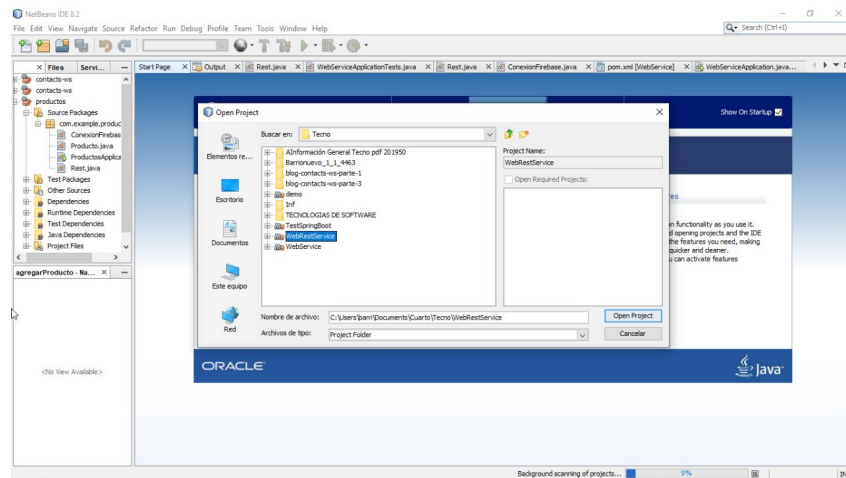 NetBeans IDE 8.2
File Edit View Navigate Source Refactor Run Debug Profile Team Tools Window Help
Search (Ctrl+I)
Files Servi...
Start Page Output Rest.java WebServiceApplicationTests.java Rest.java ConexionFirebase.java pom.xml [WebService] WebServiceApplication.java...
contacts-ws
contacts-ws
productos
Source Packages
com.example.produc
ConexionFirebas
Producto.java
ProductosApplica
Rest.java
Test Packages
Other Sources
Dependencies
Runtime Dependencies
Test Dependencies
Java Dependencies
Project Files
agregarProducto - Na...
<No View Available>
Show On Startup
Open Project
Buscar en: Tecno
Elementos re...
Escritorio
Documentos
Este equipo
Red
AInformación General Tecno pdf 201950
Barrionuevo_1_1_4463
blog-contacts-ws-parte-1
blog-contacts-ws-parte-3
demo
Inf
TECNOLOGIAS DE SOFTWARE
TestSpringBoot
WebRestService
WebService
Project Name:
WebRestService
Open Required Projects:
Nombre de archivo: C:\Users\barri\Documents\Cuarto\Tecno\WebRestService
Open Project
Archivos de tipo: Project Folder
Cancelar
es
n functionality as you use it.
d opening projects and the IDE
the features you need, making
quicker and cleaner.
u can activate features
ORACLE
Java
Background scanning of projects... 9%